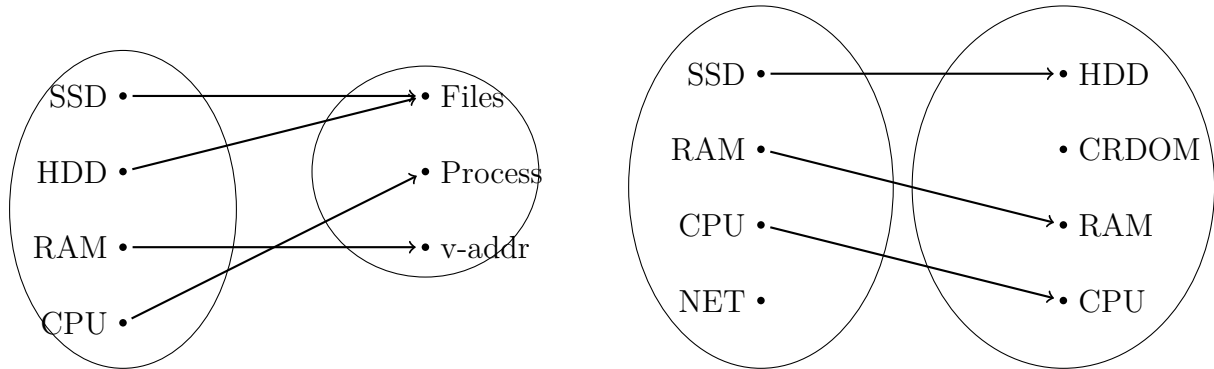 SSD
HDD
RAM
CPU
Files
Process
v-addr
SSD
RAM
CPU
NET
HDD
CRDOM
RAM
CPU